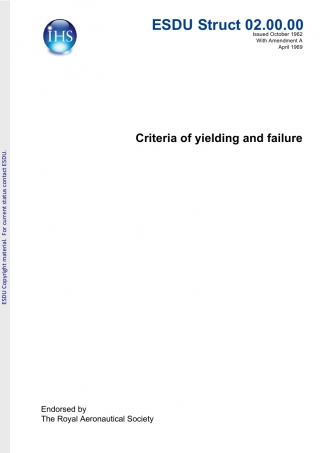 IHS
ESDU Struct 02.00.00
Issued October 1962
With Amendment A
April 1969
Criteria of yielding and failure
ESDU Copyright material. For current status contact ESDU.
Endorsed by
The Royal Aeronautical Society